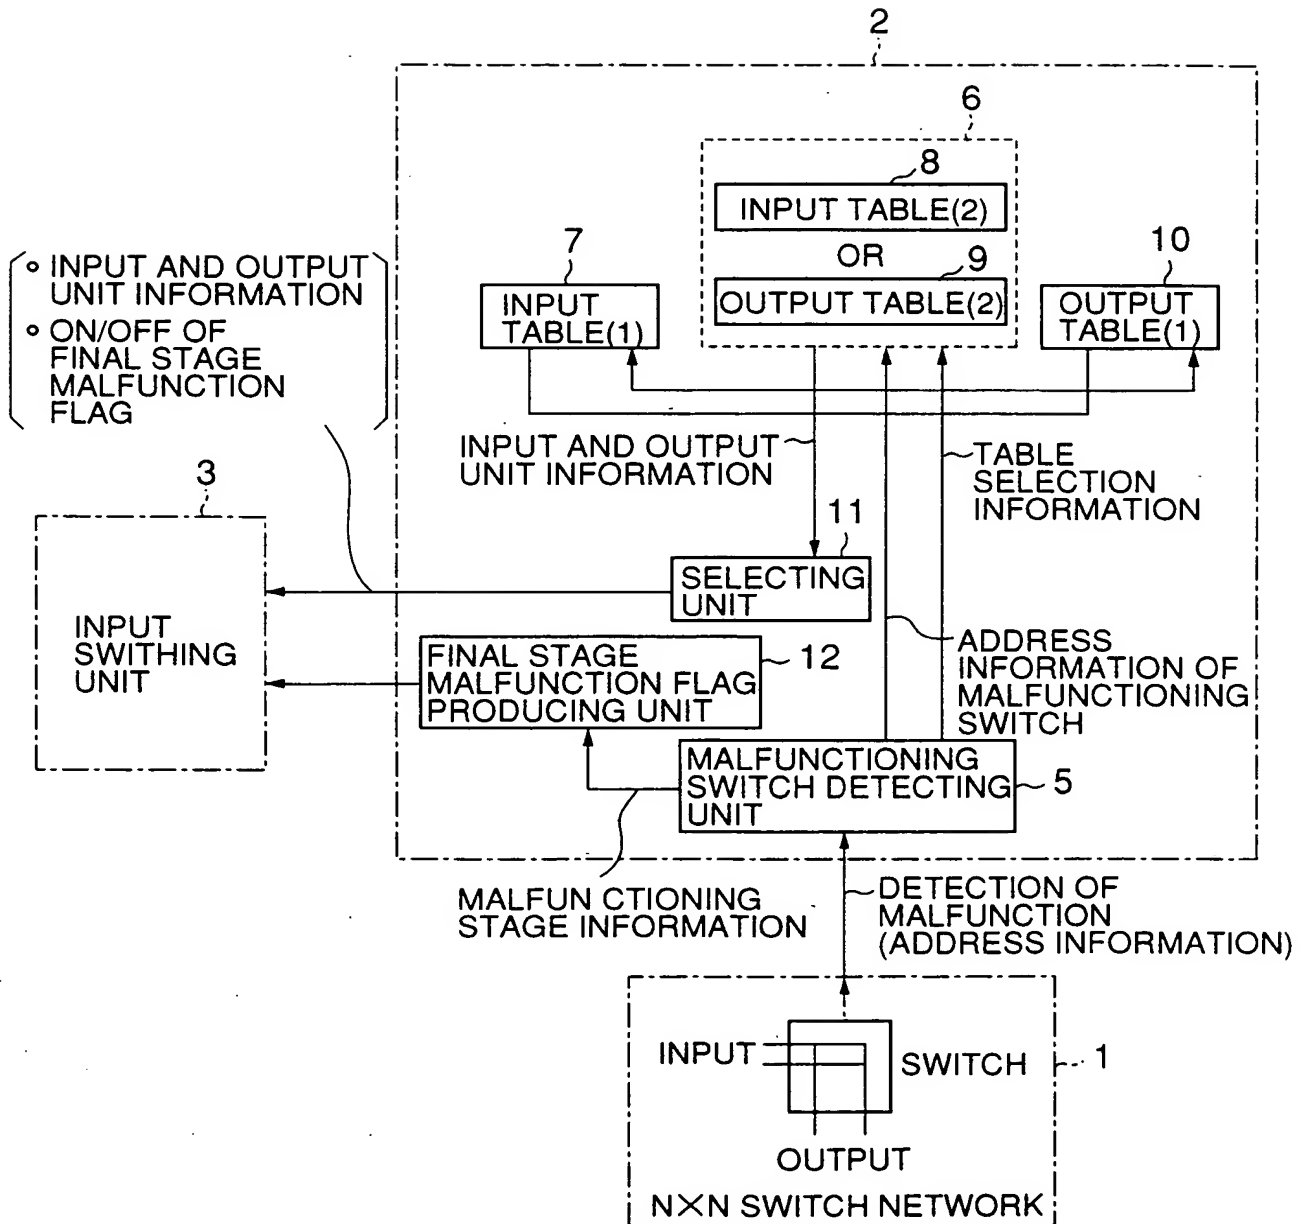 2
6
8
INPUT TABLE(2)
OR
9
OUTPUT TABLE(2)
7
INPUT
TABLE(1)
10
OUTPUT
TABLE(1)
INPUT AND OUTPUT
UNIT INFORMATION
ON/OFF OF
FINAL STAGE
MALFUNCTION
FLAG
INPUT AND OUTPUT
UNIT INFORMATION
TABLE
SELECTION
INFORMATION
3
INPUT
SWITHING
UNIT
11
SELECTING
UNIT
FINAL STAGE
MALFUNCTION FLAG
PRODUCING UNIT
12
ADDRESS
INFORMATION OF
MALFUNCTIONING
SWITCH
MALFUNCTIONING
SWITCH DETECTING
UNIT
5
MALFUN CTIONING
STAGE INFORMATION
DETECTION OF
MALFUNCTION
(ADDRESS INFORMATION)
INPUT
SWITCH
1
OUTPUT
N×N SWITCH NETWORK